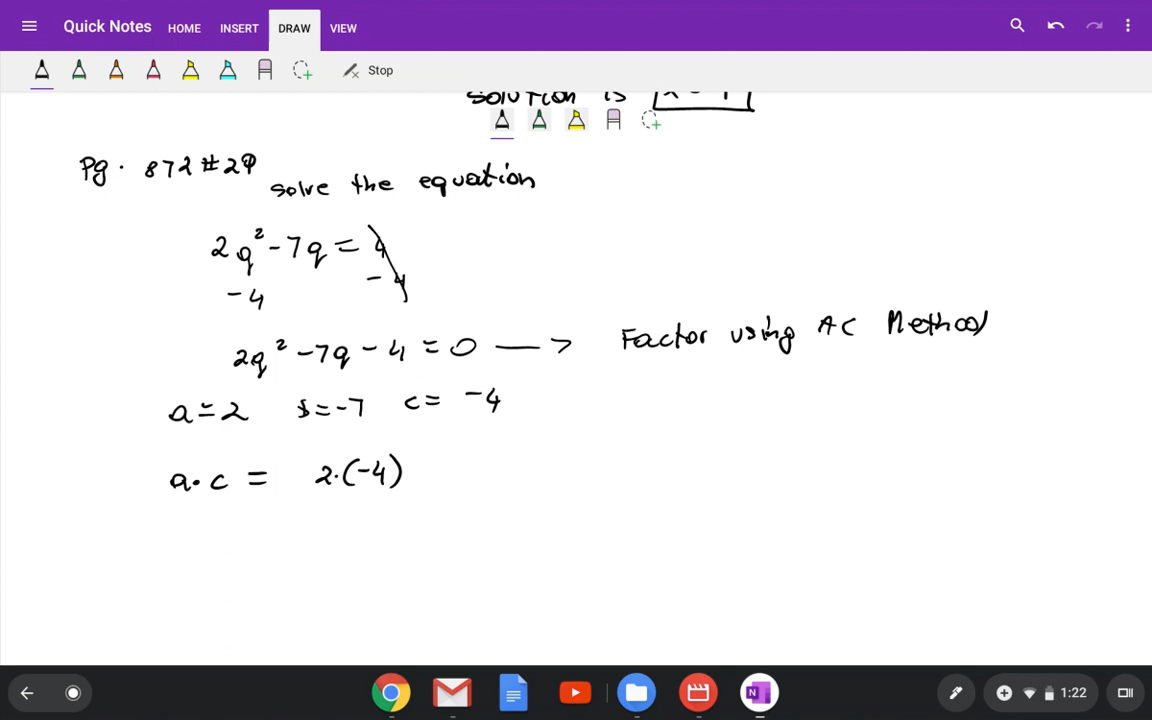 Quick Notes HOME INSERT DRAW VIEW
Stop
solution is
Pg. 872 #29 solve the equation
2q² - 7q = 4
- 4 - 4
2q² - 7q - 4 = 0 → Factor using AC Method
a = 2 b = -7 c = -4
a · c = 2 · (-4)
N
1:22